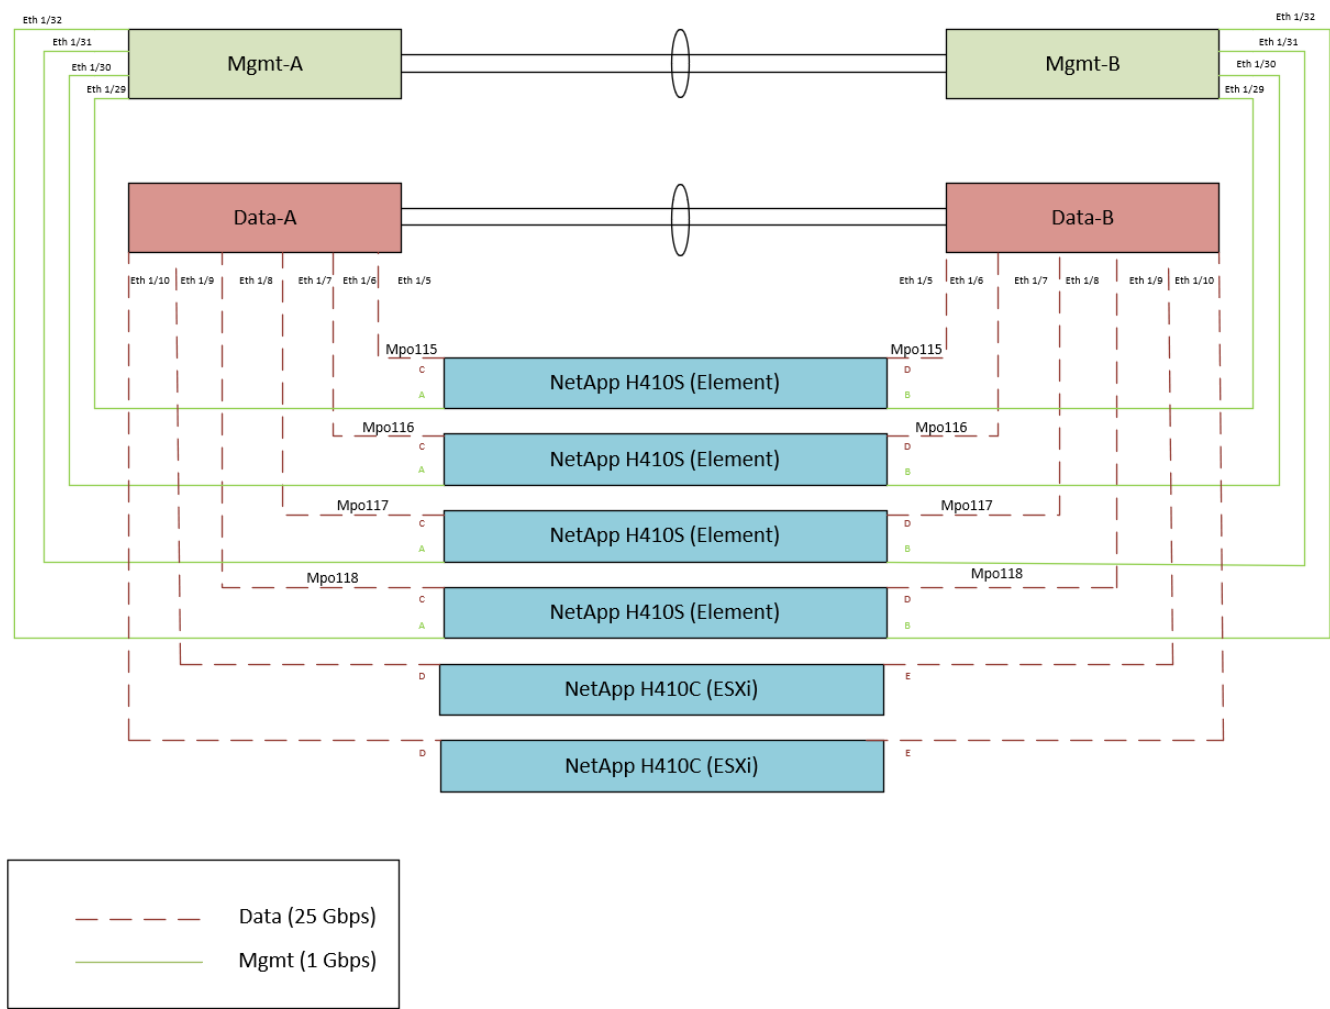 Eth 1/32
Eth 1/32
Eth 1/31
Eth 1/31
Eth 1/30
Eth 1/30
Eth 1/29
Eth 1/29
Mgmt-A
Mgmt-B
Data-A
Data-B
Eth 1/10
Eth 1/9
Eth 1/8
Eth 1/7
Eth 1/6
Eth 1/5
Eth 1/5
Eth 1/6
Eth 1/7
Eth 1/8
Eth 1/9
Eth 1/10
Mpo115
Mpo115
C
NetApp H410S (Element)
D
A
B
Mpo116
Mpo116
C
NetApp H410S (Element)
D
A
B
Mpo117
Mpo117
C
NetApp H410S (Element)
D
A
B
Mpo118
Mpo118
C
NetApp H410S (Element)
D
A
B
D
NetApp H410C (ESXi)
E
D
NetApp H410C (ESXi)
E
Data (25 Gbps)
Mgmt (1 Gbps)